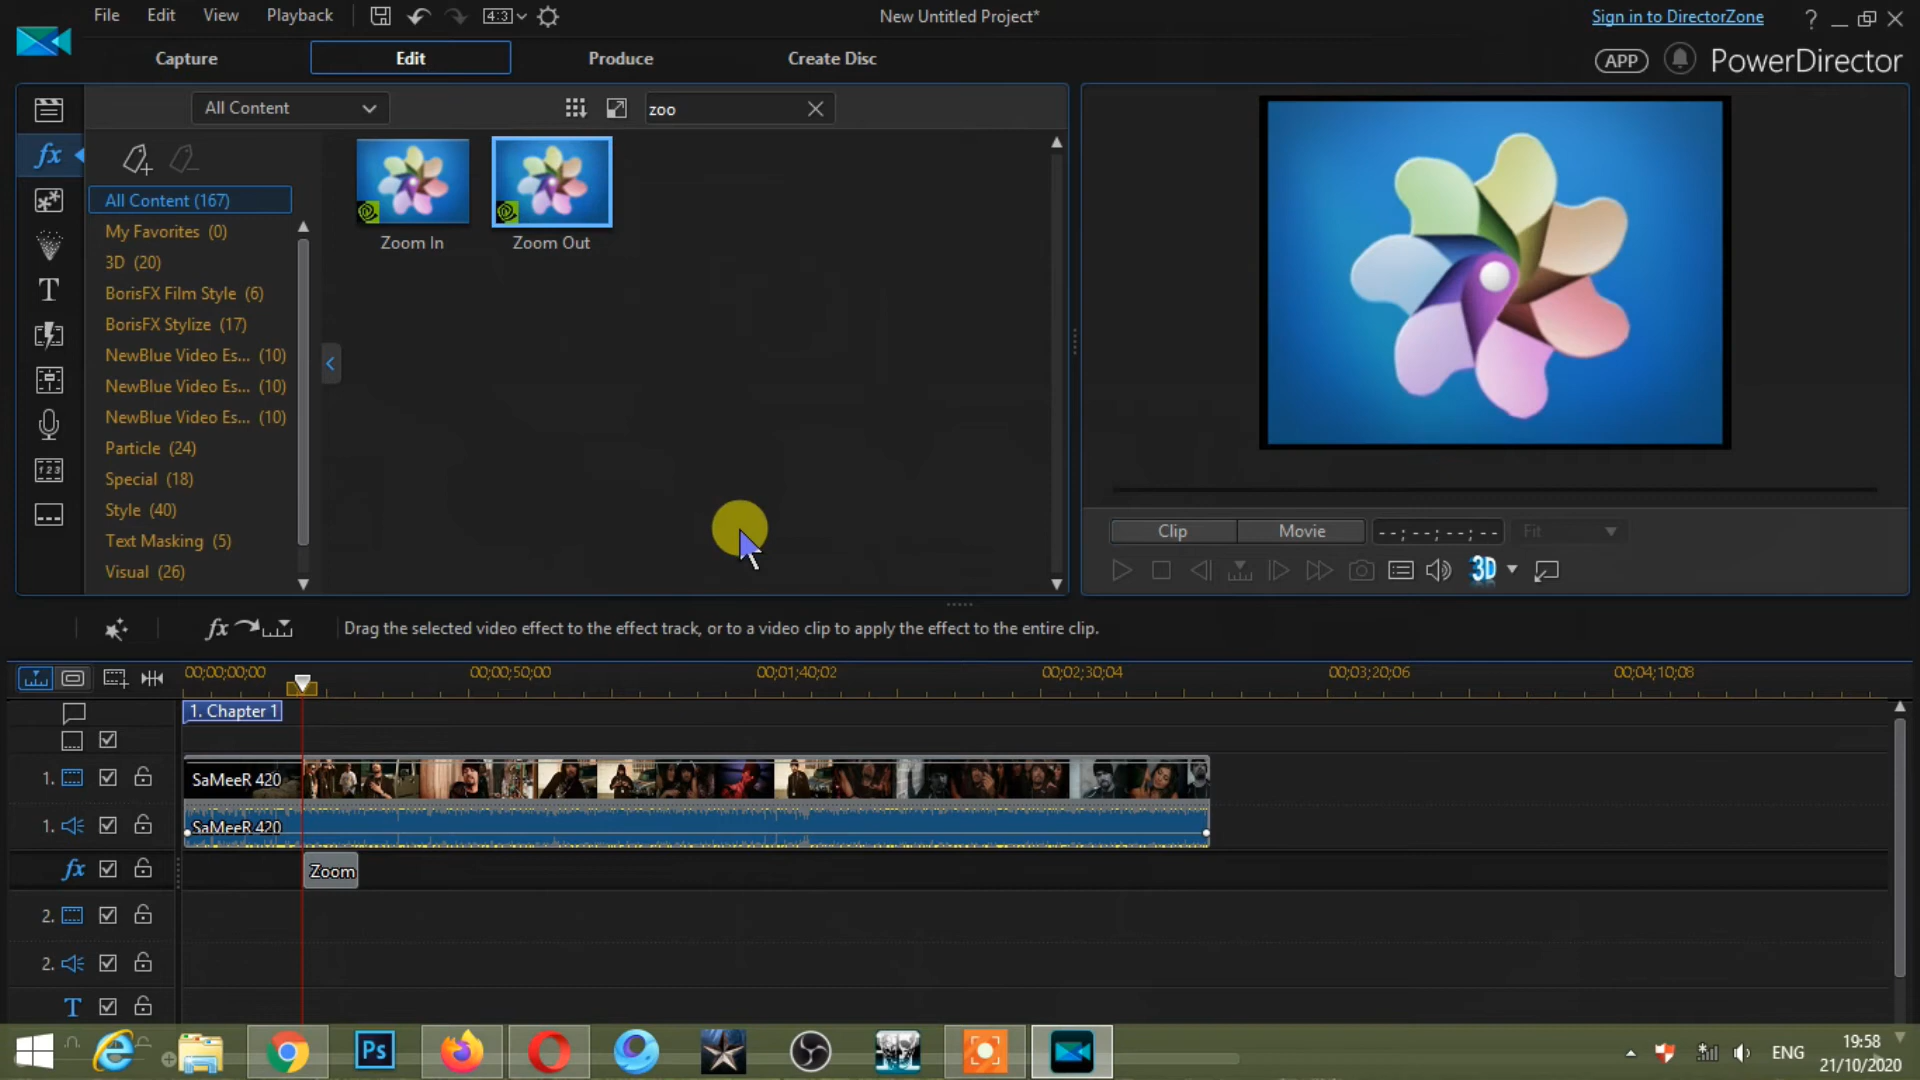 File Edit View Playback 4:3 New Untitled Project* Sign in to DirectorZone ?
Capture Edit Produce Create Disc APP PowerDirector
All Content zoo
fx
All Content (167)
My Favorites (0)
3D (20)
BorisFX Film Style (6)
BorisFX Stylize (17)
NewBlue Video Es... (10)
NewBlue Video Es... (10)
NewBlue Video Es... (10)
Particle (24)
Special (18)
Style (40)
Text Masking (5)
Visual (26)
T
123
Zoom In Zoom Out
Clip Movie --;--;--;-- Fit
3D
fx Drag the selected video effect to the effect track, or to a video clip to apply the effect to the entire clip.
00;00;00;00 00;00;50;00 00;01;40;02 00;02;30;04 00;03;20;06 00;04;10;08
1. Chapter 1
1. SaMeeR 420
1. SaMeeR 420
fx Zoom
2.
2.
T
Ps ENG 19:58
21/10/2020